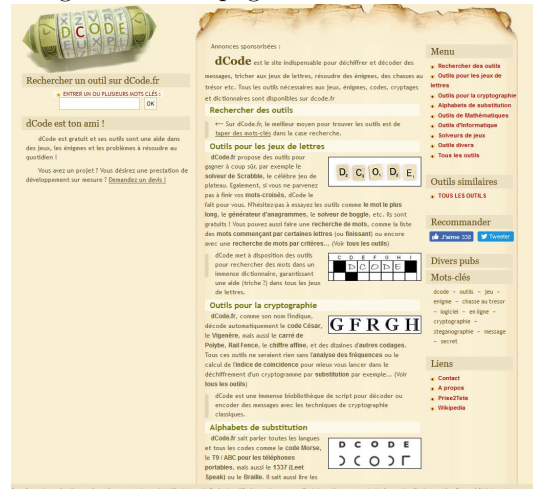 DCODE
Rechercher un outil sur dCode.fr
ENTRER UN OU PLUSIEURS MOTS CLÉS :
OK
dCode est ton ami !
dCode est gratuit et ses outils sont une aide dans
des jeux, les énigmes et les problèmes à résoudre au
quotidien !
Vous avez un projet ? Vous désirez une prestation de
développement sur mesure ? Demandez un devis !
Annonces sponsorisées :
dCode est le site indispensable pour déchiffrer et décoder des
messages, tricher aux jeux de lettres, résoudre des énigmes, des chasses au
trésor etc. Tous les outils nécessaires aux jeux, énigmes, codes, cryptages
et dictionnaires sont disponibles sur dcode.fr
Rechercher des outils
← Sur dCode.fr, le meilleur moyen pour trouver les outils est de
taper des mots-clés dans la case recherche.
Outils pour les jeux de lettres
dCode.fr propose des outils pour
gagner à coup sûr, par exemple le
solveur de Scrabble, le célèbre jeu de
plateau. Egalement, si vous ne parvenez
pas à finir vos mots-croisés, dCode le
fait pour vous. N'hésitez-pas à essayez les outils comme le mot le plus
long, le générateur d'anagrammes, le solveur de boggle, etc. ils sont
gratuits ! Vous pouvez aussi faire une recherche de mots, comme la liste
des mots commençant par certaines lettres (ou finissant) ou encore
avec une recherche de mots par critères... (Voir tous les outils)
D, C, O, D, E,
dCode met à disposition des outils
pour rechercher des mots dans un
immense dictionnaire, garantissant
une aide (triche ?) dans tous les jeux
de lettres.
C D E F G H I
DCODE
Outils pour la cryptographie
dCode.fr, comme son nom l'indique,
décode automatiquement le code César,
le Vigenère, mais aussi le carré de
Polybe, Rail Fence, le chiffre affine, et des dizaines d'autres codages.
Tous ces outils ne seraient rien sans l'analyse des fréquences ou le
calcul de l'indice de coïncidence pour mieux vous lancer dans le
déchiffrement d'un cryptogramme par substitution par exemple... (Voir
tous les outils)
GFRGH
dCode est une immense biobliothèque de script pour décoder ou
encoder des messages avec les techniques de cryptographie
classiques.
Alphabets de substitution
dCode.fr sait parler toutes les langues
et tous les codes comme le code Morse,
le T9 / ABC pour les téléphones
portables, mais aussi le 1337 (Leet
Speak) ou le Braille. Il sait aussi lire les
D C O D E
Menu
Rechercher des outils
Outils pour les jeux de
lettres
Outils pour la cryptographie
Alphabets de substitution
Outils de Mathématiques
Outils d'Informatique
Solveurs de jeux
Outils divers
Tous les outils
Outils similaires
TOUS LES OUTILS
Recommander
J'aime 338
Tweeter
Divers pubs
Mots-clés
dcode - outils - jeu -
enigme - chasse au tresor
- logiciel - en ligne -
cryptographie -
steganographie - message
- secret
Liens
Contact
A propos
Prise2Tete
Wikipedia